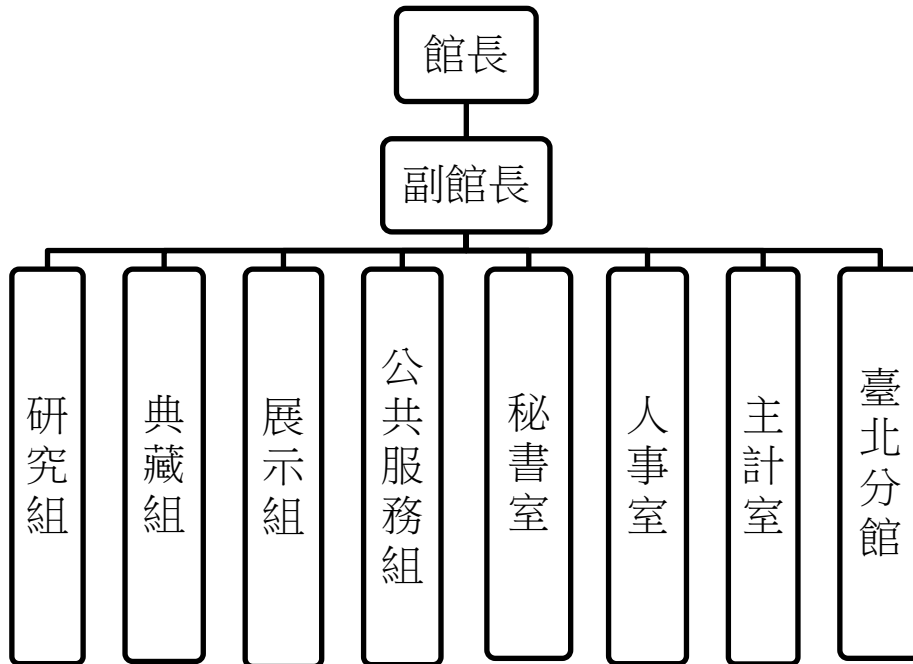 館長
副館長
研究組
典藏組
展示組
公共服務組
秘書室
人事室
主計室
臺北分館